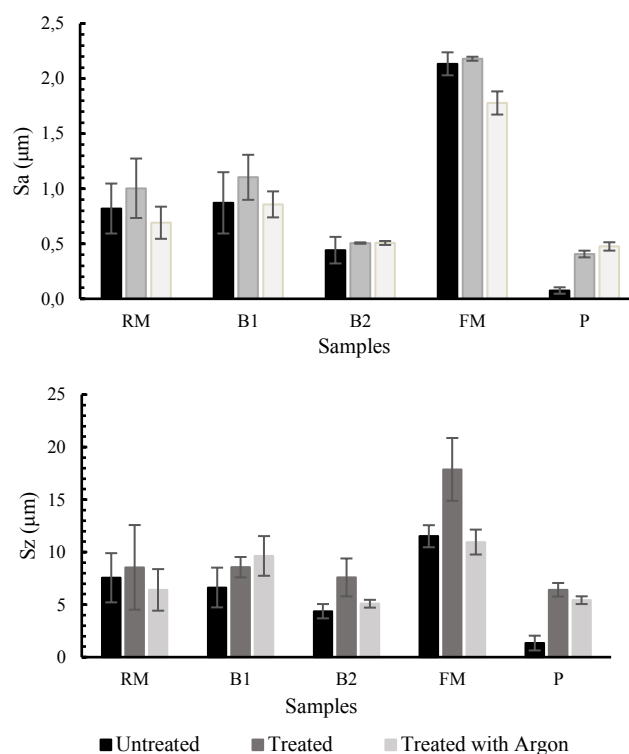 2,5
2,0
1,5
1,0
0,5
0,0
Sa (μm)
RM B1 B2 FM P
Samples
25
20
15
10
5
0
Sz (μm)
RM B1 B2 FM P
Samples
Untreated Treated Treated with Argon